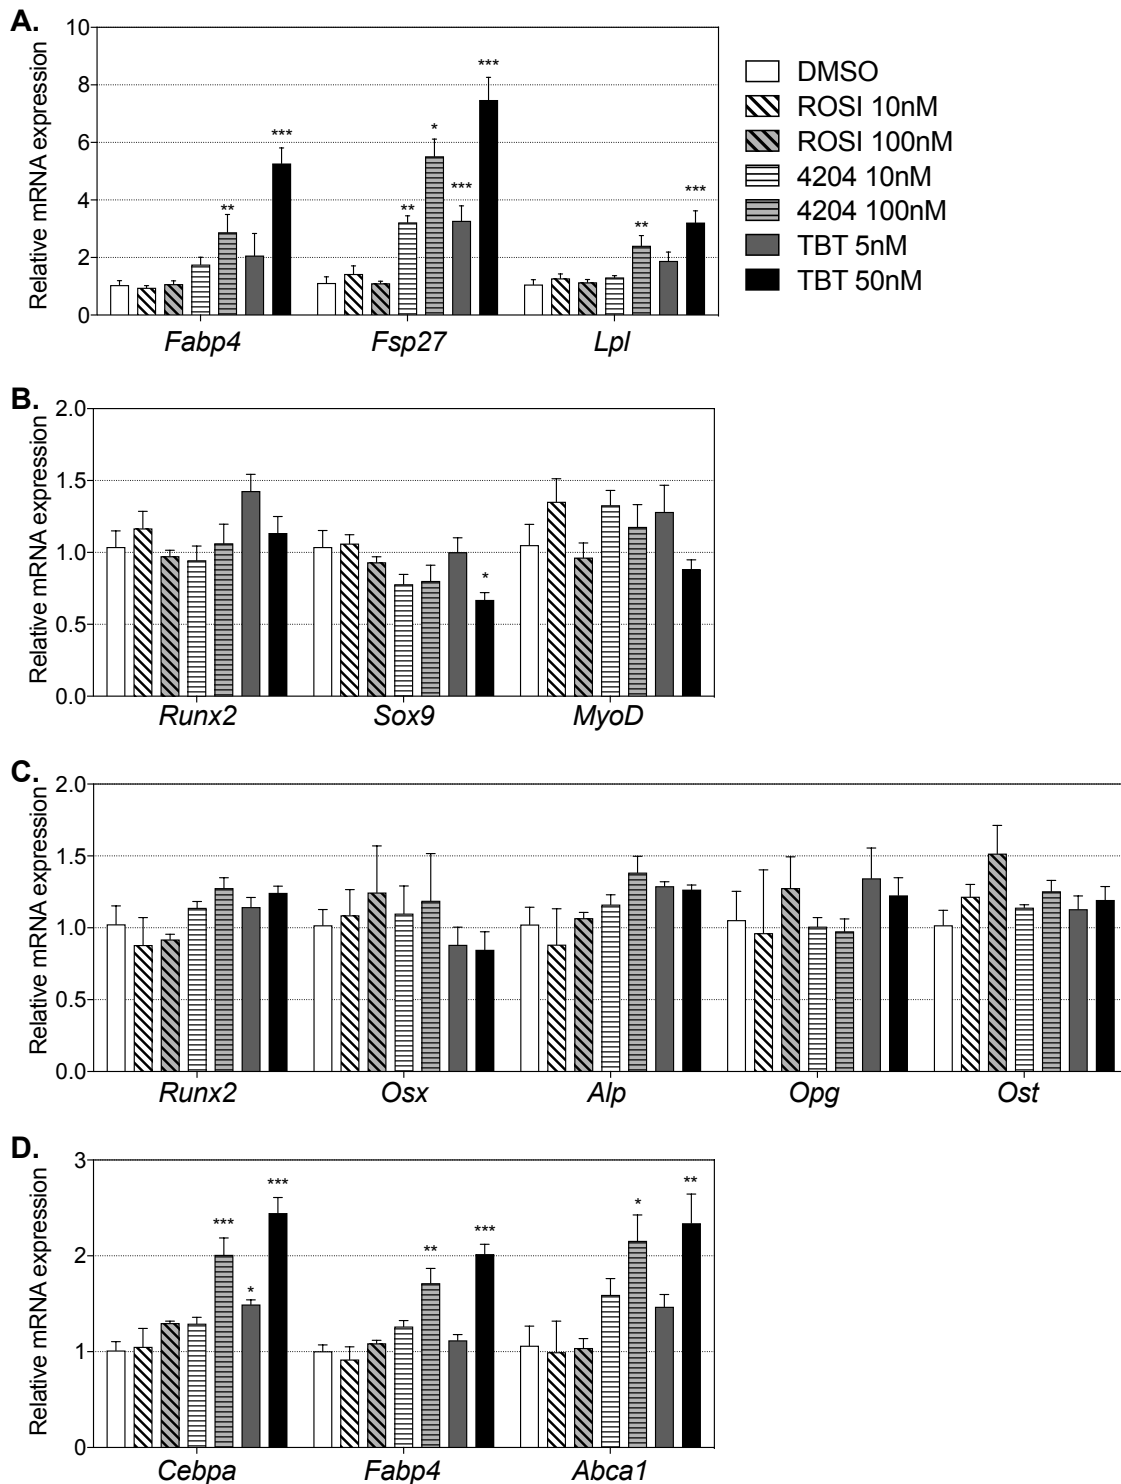 A.
Relative mRNA expression
10
8
6
4
2
0
***
**
***
*
***
**
***
**
Fabp4
Fsp27
Lpl
DMSO
ROSI 10nM
ROSI 100nM
4204 10nM
4204 100nM
TBT 5nM
TBT 50nM
B.
Relative mRNA expression
2.0
1.5
1.0
0.5
0.0
*
Runx2
Sox9
MyoD
C.
Relative mRNA expression
2.0
1.5
1.0
0.5
0.0
Runx2
Osx
Alp
Opg
Ost
D.
Relative mRNA expression
3
2
1
0
***
*
***
**
***
*
**
Cebpa
Fabp4
Abca1